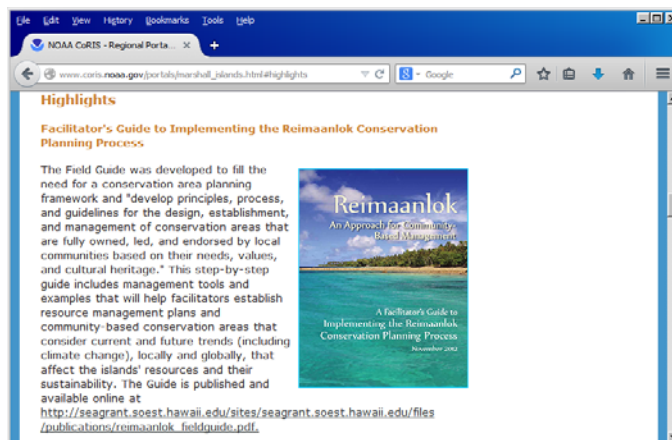 File Edit View History Bookmarks Tools Help
NOAA CoRIS - Regional Porta... × +
www.coris.noaa.gov/portals/marshall_islands.html#highlights
Google
Highlights
Facilitator's Guide to Implementing the Reimaanlok Conservation
Planning Process
The Field Guide was developed to fill the
need for a conservation area planning
framework and "develop principles, process,
and guidelines for the design, establishment,
and management of conservation areas that
are fully owned, led, and endorsed by local
communities based on their needs, values,
and cultural heritage." This step-by-step
guide includes management tools and
examples that will help facilitators establish
resource management plans and
community-based conservation areas that
consider current and future trends (including
climate change), locally and globally, that
affect the islands' resources and their
sustainability. The Guide is published and
available online at
http://seagrant.soest.hawaii.edu/sites/seagrant.soest.hawaii.edu/files
/publications/reimaanlok_fieldguide.pdf.
Reimaanlok
An Approach for Community-
Based Management
A Facilitator's Guide to
Implementing the Reimaanlok
Conservation Planning Process
November 2012